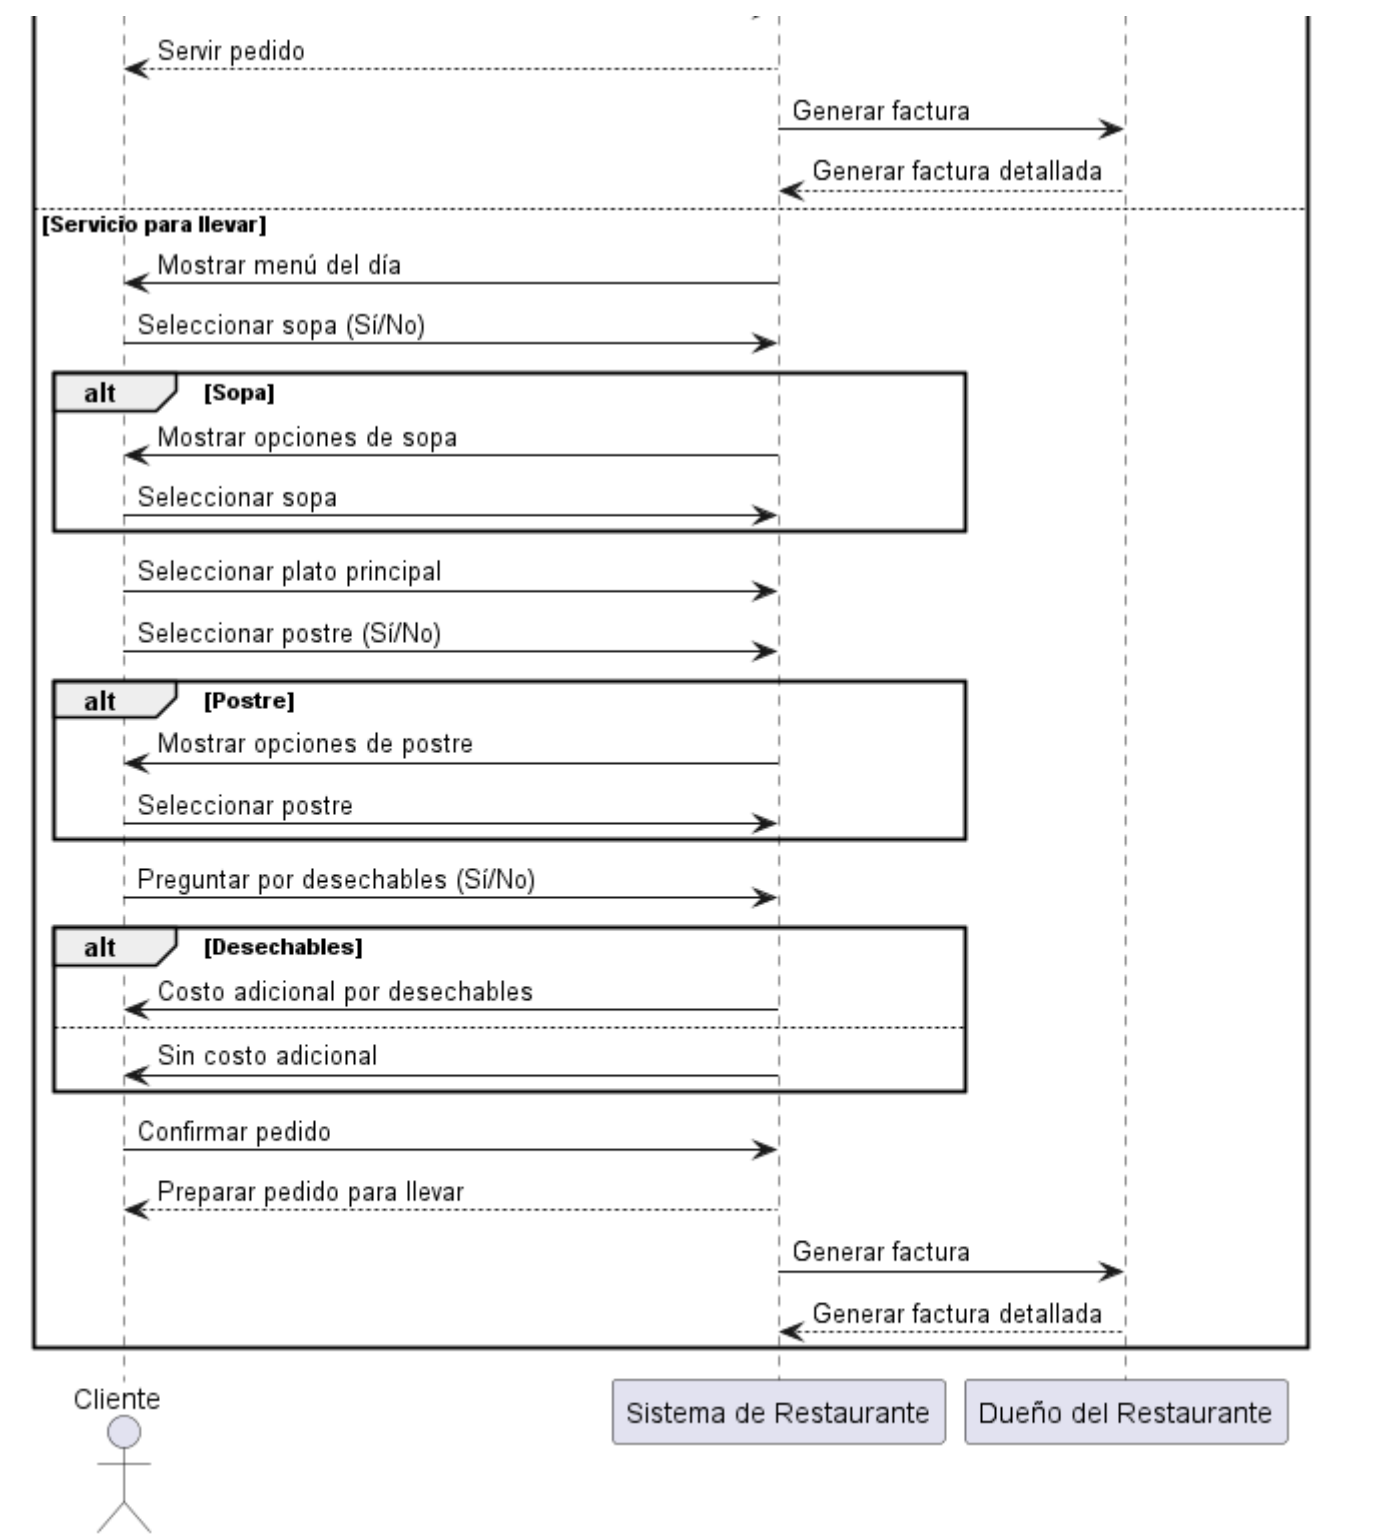 Servir pedido
Generar factura
Generar factura detallada
[Servicio para llevar]
Mostrar menú del día
Seleccionar sopa (Sí/No)
alt [Sopa]
Mostrar opciones de sopa
Seleccionar sopa
Seleccionar plato principal
Seleccionar postre (Sí/No)
alt [Postre]
Mostrar opciones de postre
Seleccionar postre
Preguntar por desechables (Sí/No)
alt [Desechables]
Costo adicional por desechables
Sin costo adicional
Confirmar pedido
Preparar pedido para llevar
Generar factura
Generar factura detallada
Cliente
Sistema de Restaurante
Dueño del Restaurante